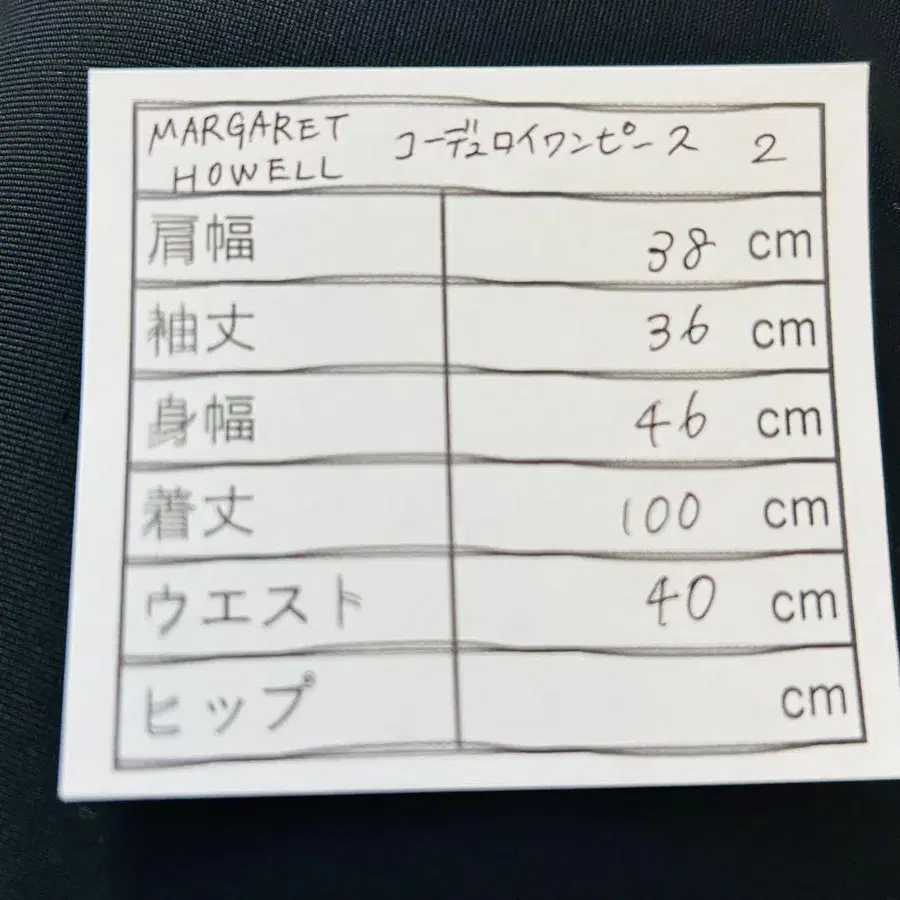 MARGARET HOWELL コーデュロイワンピース 2
肩幅 38 cm
袖丈 36 cm
身幅 46 cm
着丈 100 cm
ウエスト 40 cm
ヒップ cm